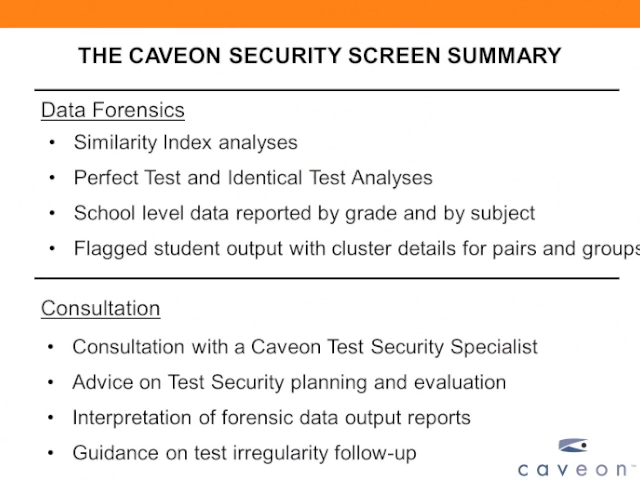 THE CAVEON SECURITY SCREEN SUMMARY
Data Forensics
• Similarity Index analyses
• Perfect Test and Identical Test Analyses
• School level data reported by grade and by subject
• Flagged student output with cluster details for pairs and groups
Consultation
• Consultation with a Caveon Test Security Specialist
• Advice on Test Security planning and evaluation
• Interpretation of forensic data output reports
• Guidance on test irregularity follow-up
caveon™